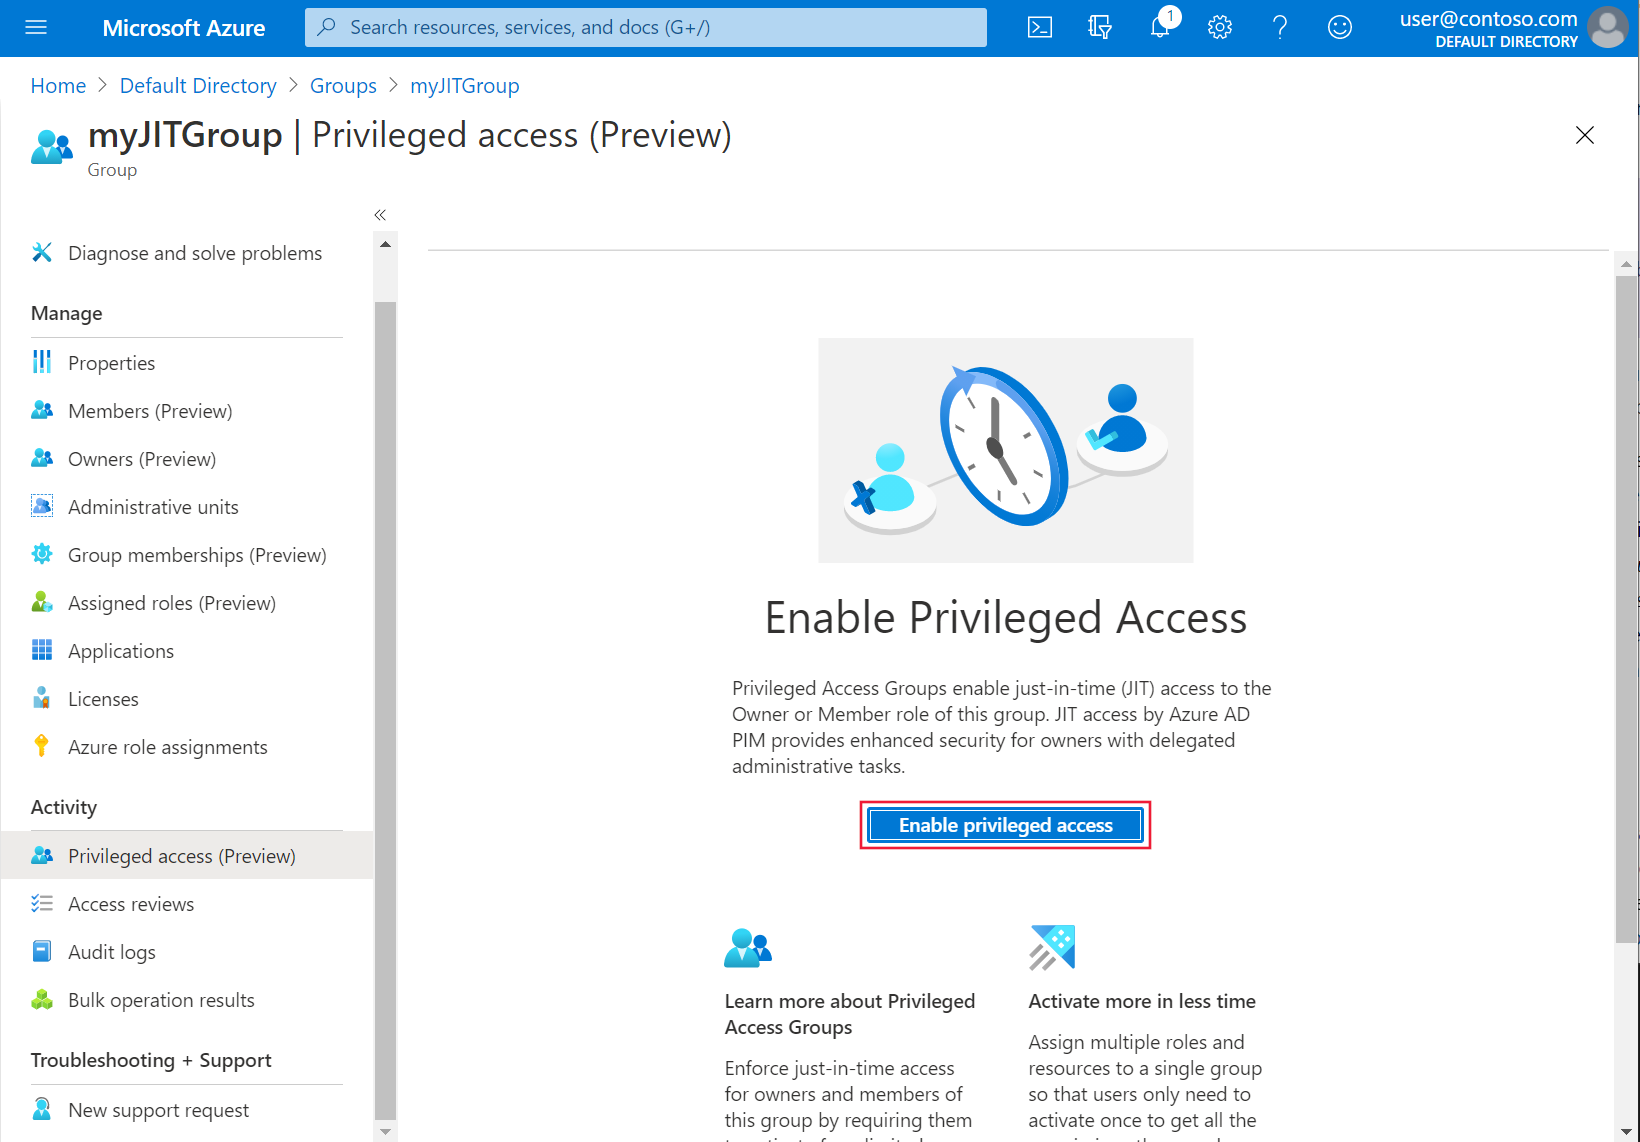 Microsoft Azure
Search resources, services, and docs (G+/)
1
user@contoso.com
DEFAULT DIRECTORY
Home > Default Directory > Groups > myJITGroup
myJITGroup | Privileged access (Preview)
Group
Diagnose and solve problems
Manage
Properties
Members (Preview)
Owners (Preview)
Administrative units
Group memberships (Preview)
Assigned roles (Preview)
Applications
Licenses
Azure role assignments
Activity
Privileged access (Preview)
Access reviews
Audit logs
Bulk operation results
Troubleshooting + Support
New support request
Enable Privileged Access
Privileged Access Groups enable just-in-time (JIT) access to the
Owner or Member role of this group. JIT access by Azure AD
PIM provides enhanced security for owners with delegated
administrative tasks.
Enable privileged access
Learn more about Privileged
Access Groups
Enforce just-in-time access
for owners and members of
this group by requiring them
Activate more in less time
Assign multiple roles and
resources to a single group
so that users only need to
activate once to get all the